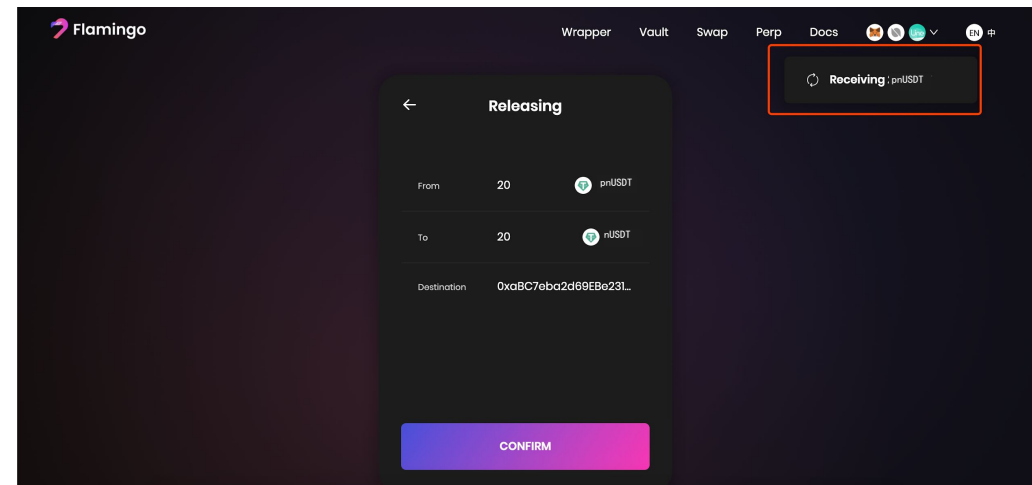 Flamingo
Wrapper Vault Swap Perp Docs Lino EN 中
Receiving : pnUSDT
Releasing
From 20 pnUSDT
To 20 nUSDT
Destination 0xaBC7eba2d69EBe231...
CONFIRM